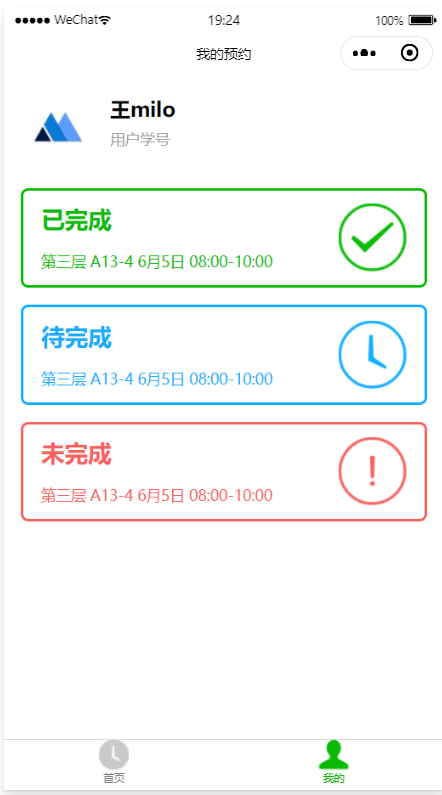 WeChat 19:24 100%
我的预约
王milo
用户学号
已完成
第三层 A13-4 6月5日 08:00-10:00
待完成
第三层 A13-4 6月5日 08:00-10:00
未完成
第三层 A13-4 6月5日 08:00-10:00
首页 我的